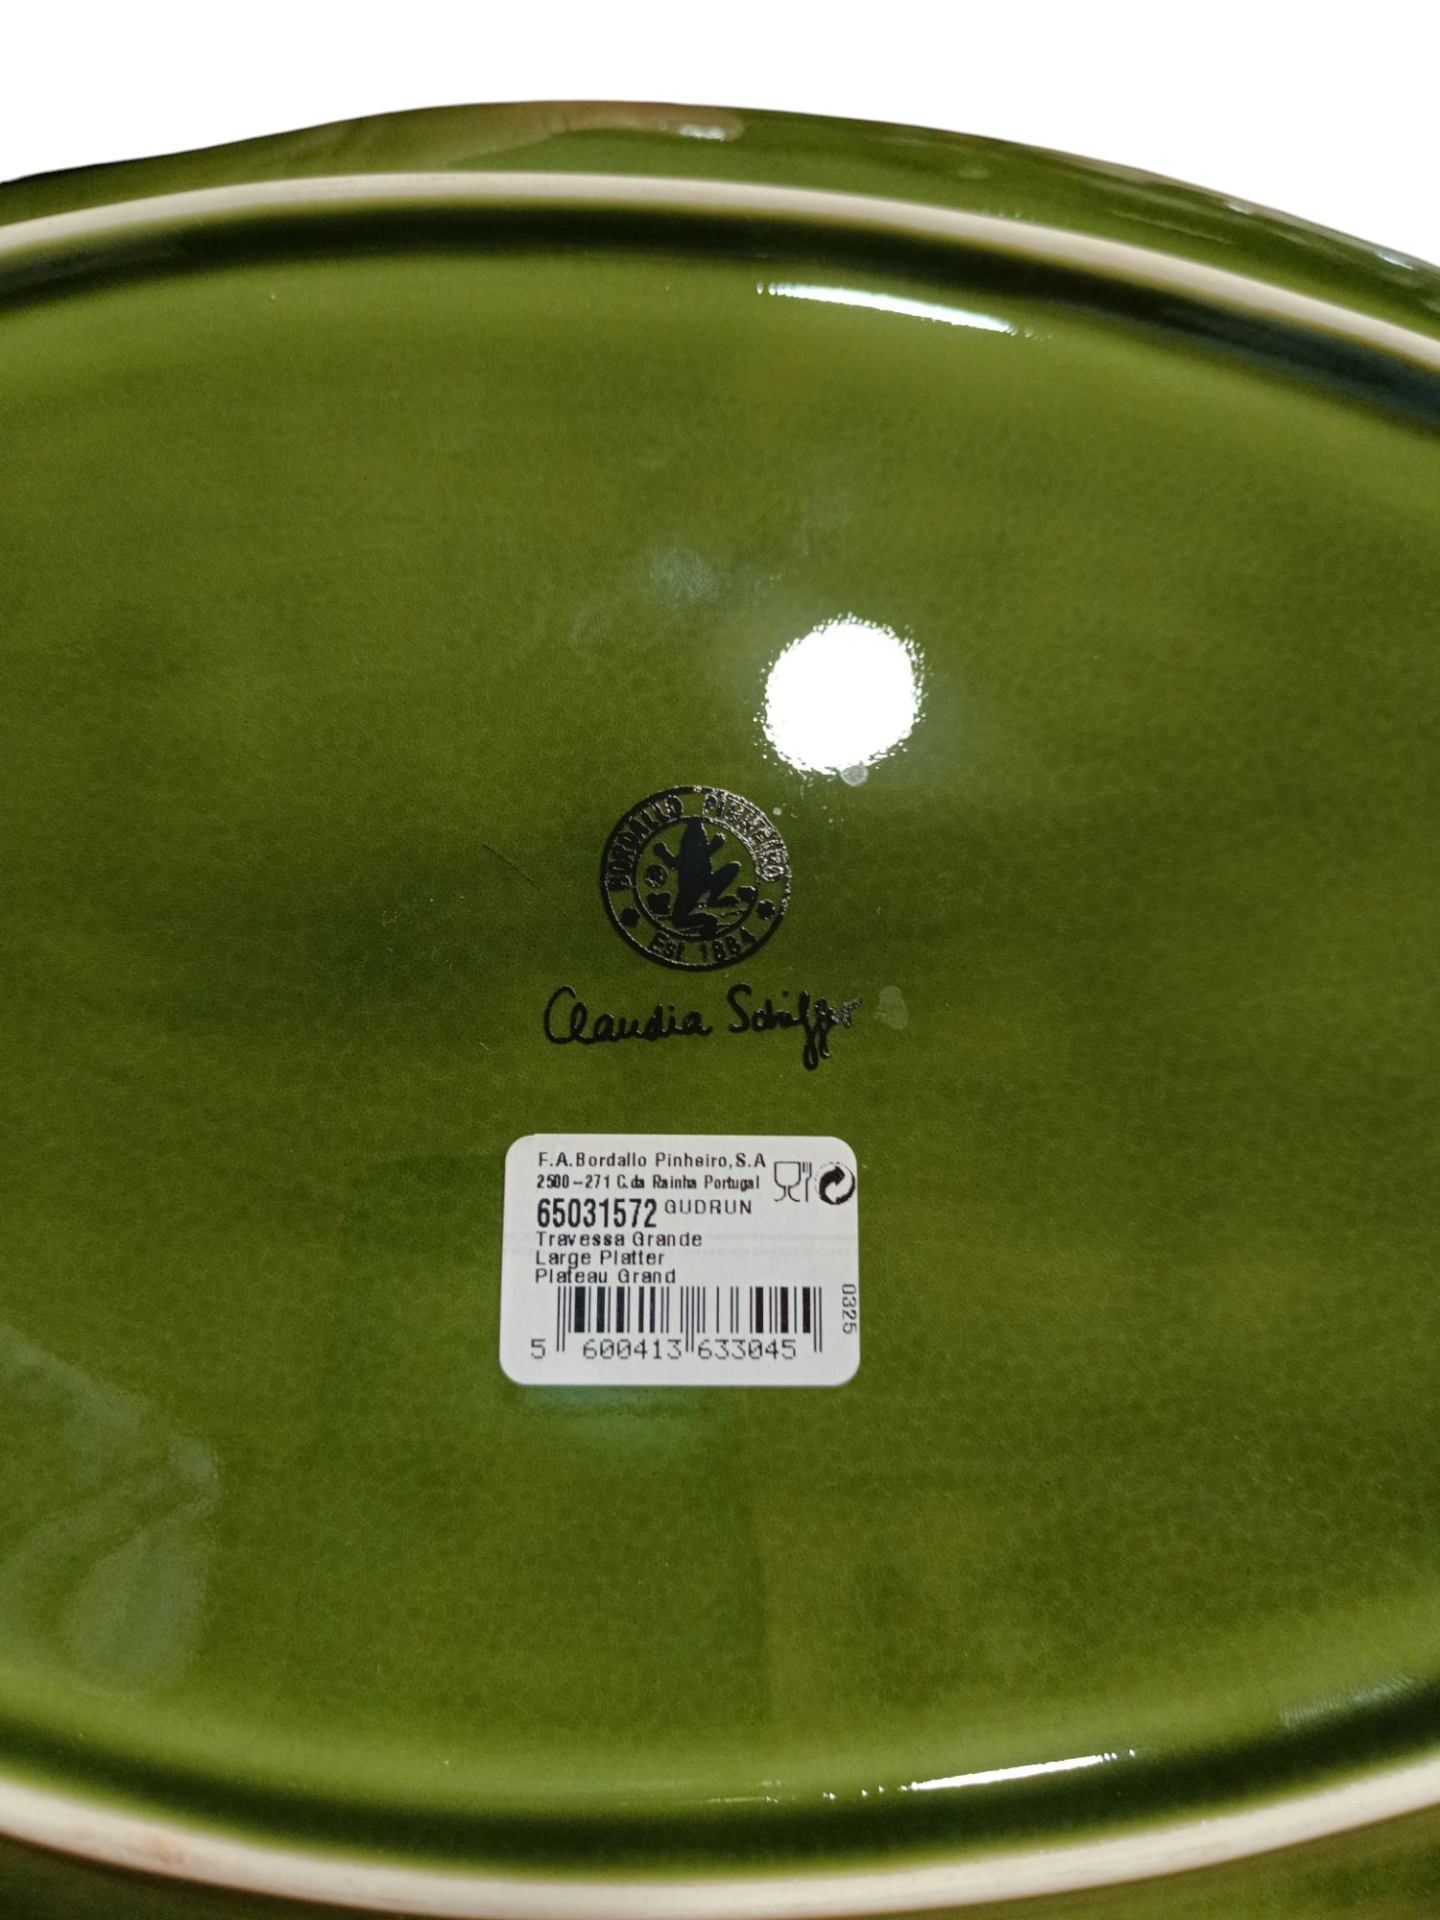 BORDALLO PINHEIRO
Est. 1884
Claudia Schiffer
F.A.Bordallo Pinheiro,S.A
2500-271 C.da Rainha Portugal
65031572 GUDRUN
Travessa Grande
Large Platter
Plateau Grand
0325
5 600413 633045